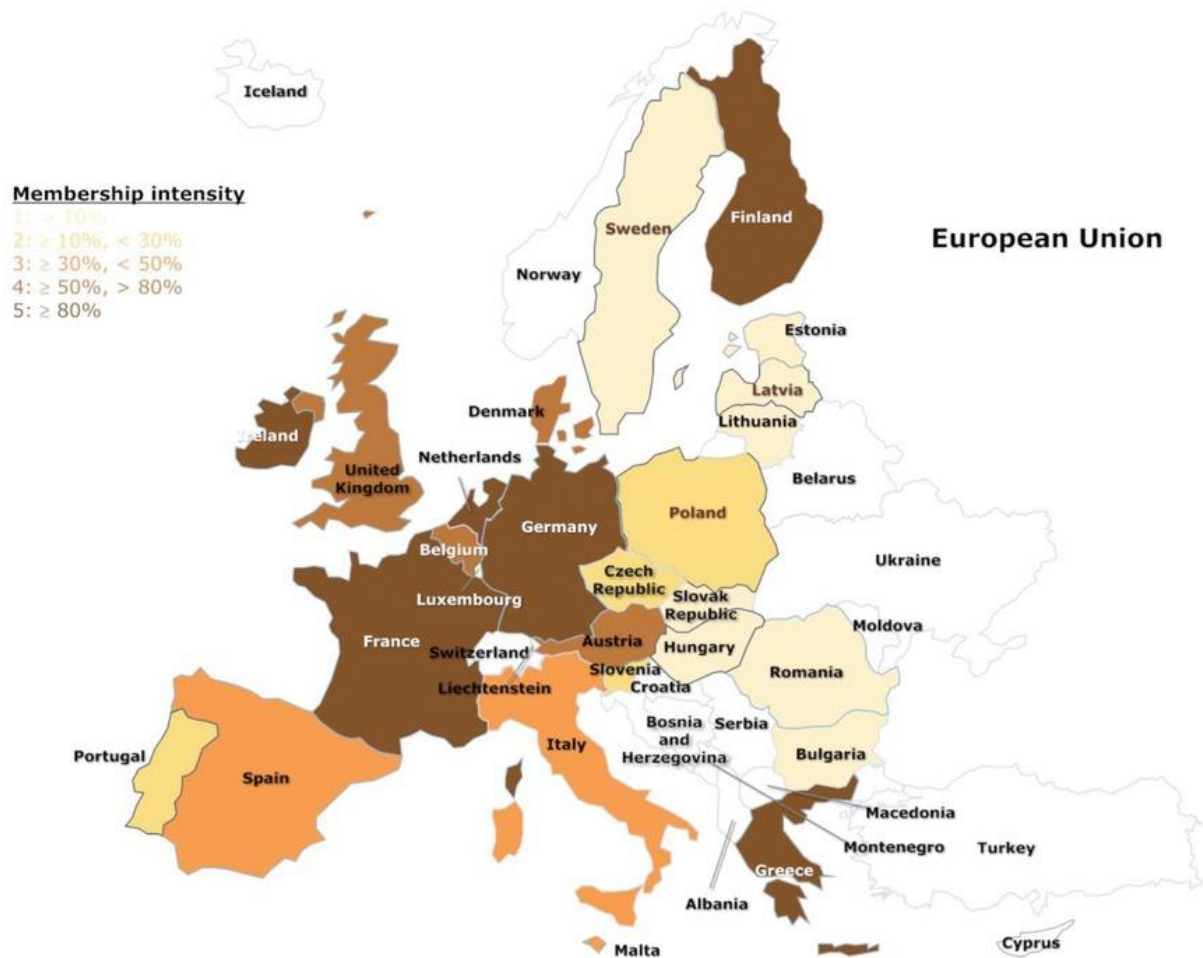 Iceland
Membership intensity
1: > 10%
2: ≥ 10%, < 30%
3: ≥ 30%, < 50%
4: ≥ 50%, > 80%
5: ≥ 80%
European Union
Finland
Sweden
Norway
Estonia
Latvia
Lithuania
Denmark
Ireland
Netherlands
United
Kingdom
Belarus
Germany
Poland
Belgium
Ukraine
Czech
Republic
Luxembourg
Slovak
Republic
Moldova
France
Austria
Switzerland
Hungary
Slovenia
Romania
Liechtenstein
Croatia
Bosnia
and
Herzegovina
Serbia
Italy
Portugal
Spain
Bulgaria
Macedonia
Montenegro
Turkey
Greece
Albania
Malta
Cyprus